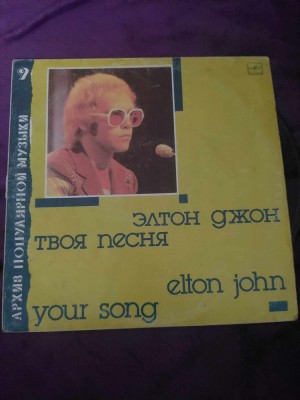 9
АРХИВ ПОПУЛЯРНОЙ МУЗЫКИ
элтон джон
твоя песня
elton john
your song